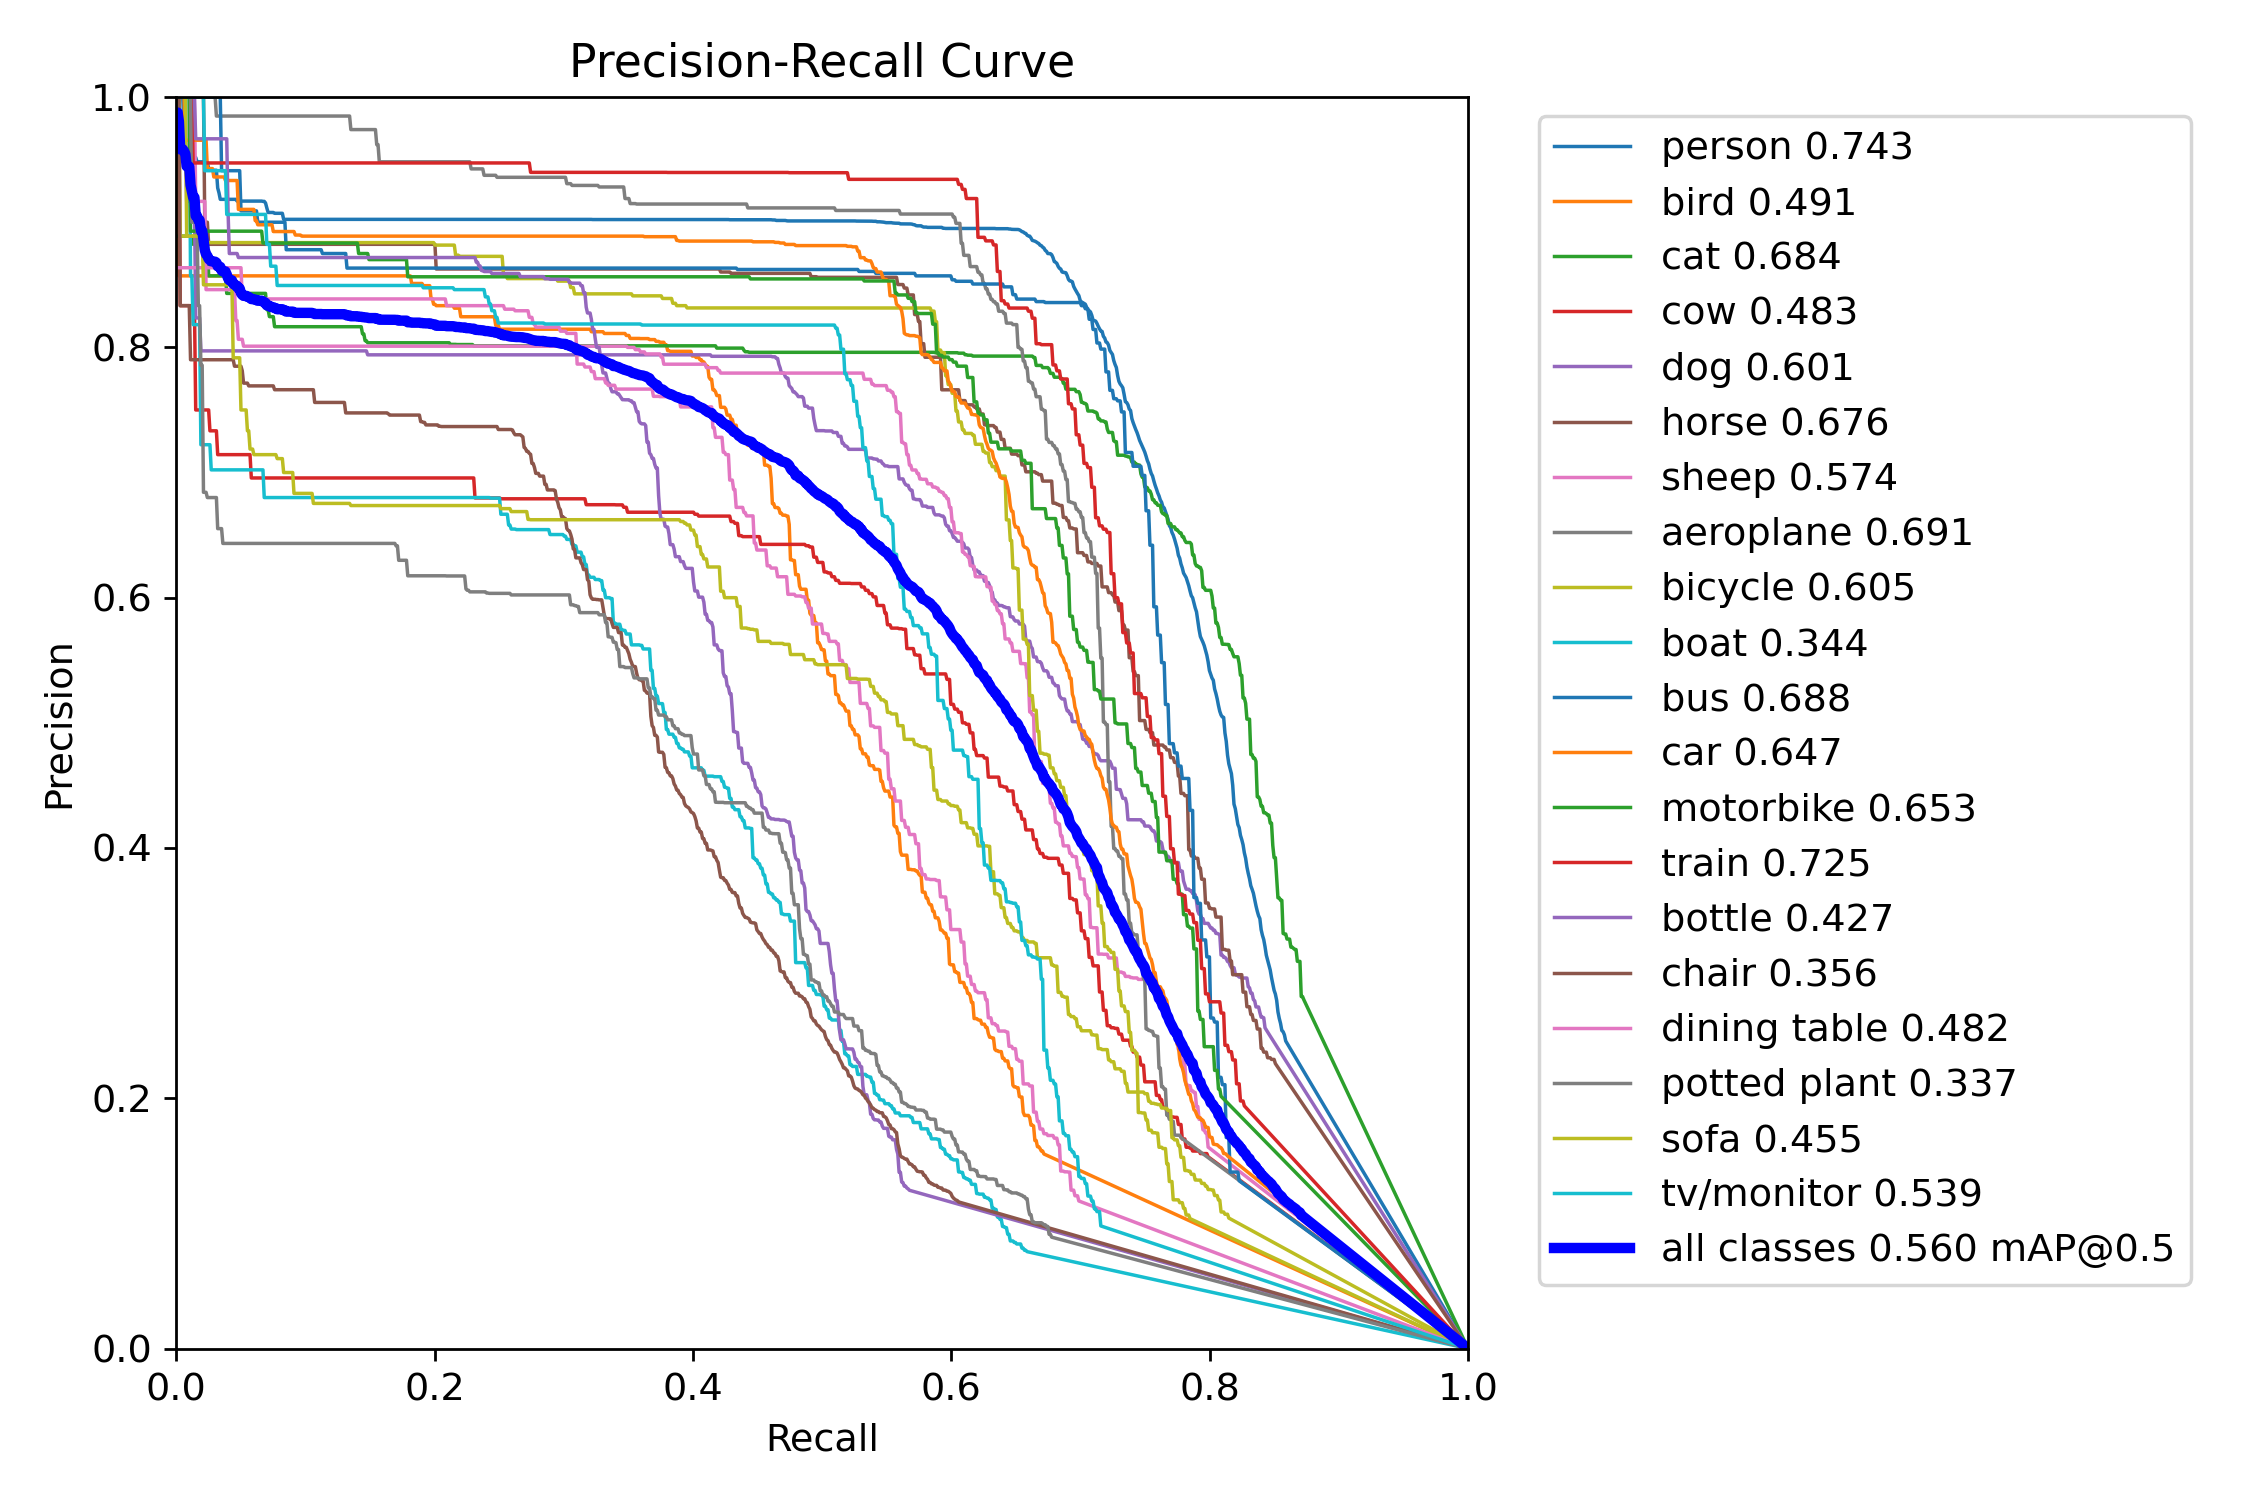 Precision-Recall Curve
1.0
0.8
0.6
0.4
0.2
0.0
Precision
0.0 0.2 0.4 0.6 0.8 1.0
Recall
person 0.743
bird 0.491
cat 0.684
cow 0.483
dog 0.601
horse 0.676
sheep 0.574
aeroplane 0.691
bicycle 0.605
boat 0.344
bus 0.688
car 0.647
motorbike 0.653
train 0.725
bottle 0.427
chair 0.356
dining table 0.482
potted plant 0.337
sofa 0.455
tv/monitor 0.539
all classes 0.560 mAP@0.5